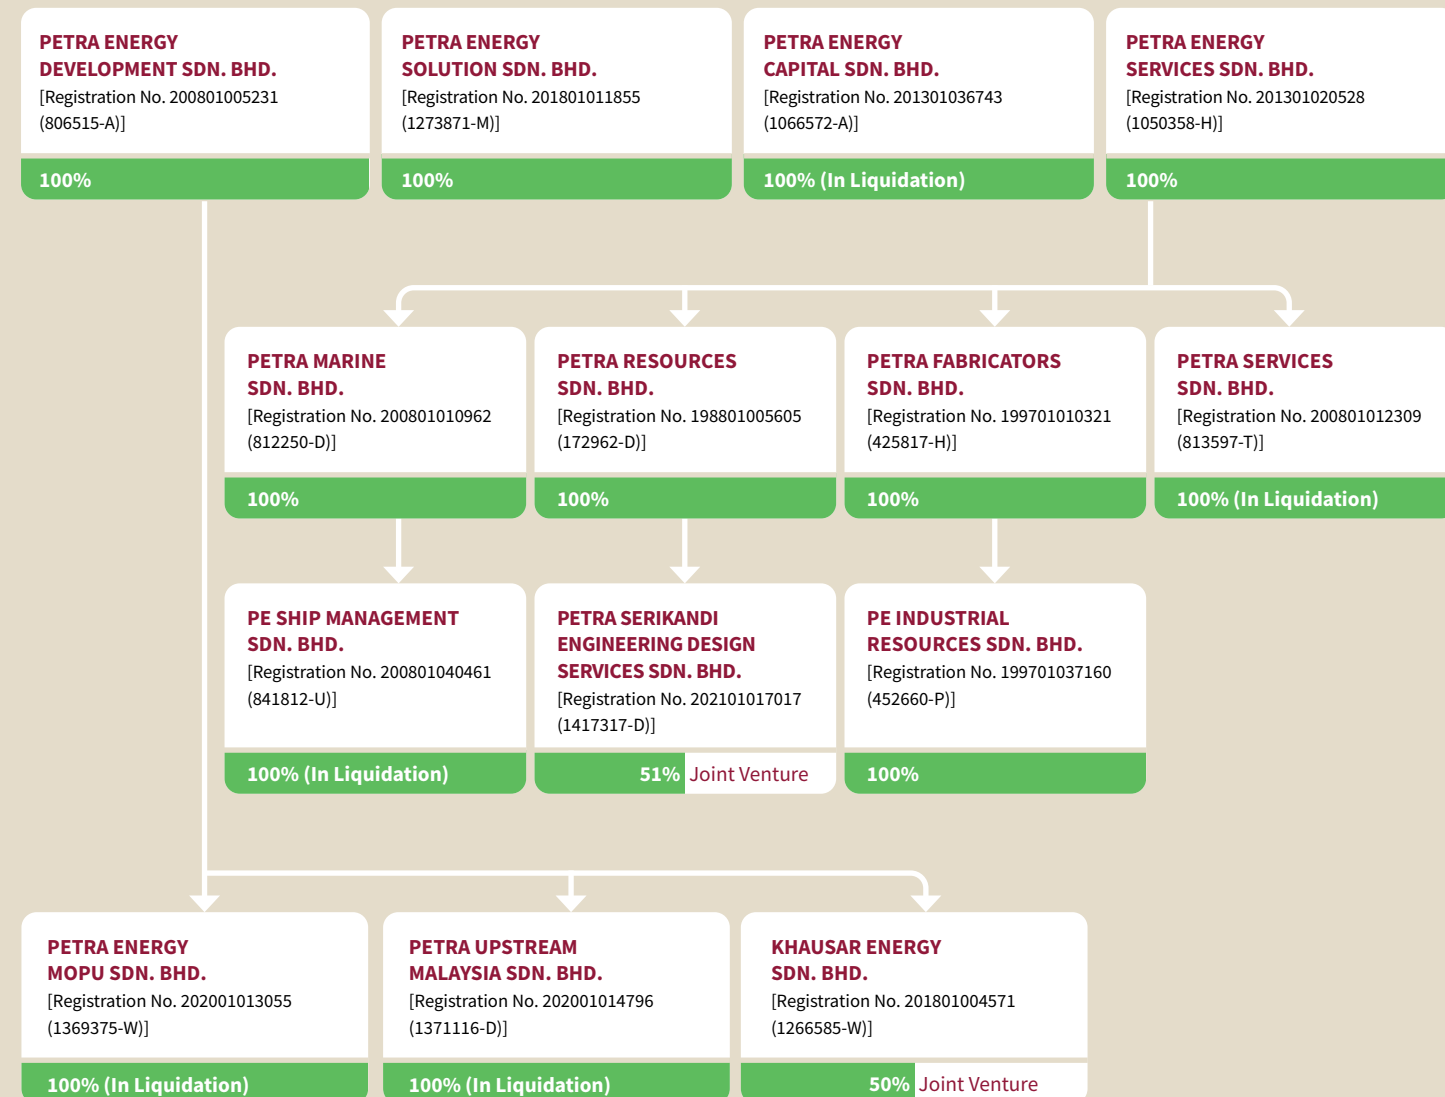 PETRA ENERGY
DEVELOPMENT SDN. BHD.
[Registration No. 200801005231
(806515-A)]
100%
PETRA ENERGY
SOLUTION SDN. BHD.
[Registration No. 201801011855
(1273871-M)]
100%
PETRA ENERGY
CAPITAL SDN. BHD.
[Registration No. 201301036743
(1066572-A)]
100% (In Liquidation)
PETRA ENERGY
SERVICES SDN. BHD.
[Registration No. 201301020528
(1050358-H)]
100%
PETRA MARINE
SDN. BHD.
[Registration No. 200801010962
(812250-D)]
100%
PETRA RESOURCES
SDN. BHD.
[Registration No. 198801005605
(172962-D)]
100%
PETRA FABRICATORS
SDN. BHD.
[Registration No. 199701010321
(425817-H)]
100%
PETRA SERVICES
SDN. BHD.
[Registration No. 200801012309
(813597-T)]
100% (In Liquidation)
PE SHIP MANAGEMENT
SDN. BHD.
[Registration No. 200801040461
(841812-U)]
100% (In Liquidation)
PETRA SERIKANDI
ENGINEERING DESIGN
SERVICES SDN. BHD.
[Registration No. 202101017017
(1417317-D)]
51% Joint Venture
PE INDUSTRIAL
RESOURCES SDN. BHD.
[Registration No. 199701037160
(452660-P)]
100%
PETRA ENERGY
MOPU SDN. BHD.
[Registration No. 202001013055
(1369375-W)]
100% (In Liquidation)
PETRA UPSTREAM
MALAYSIA SDN. BHD.
[Registration No. 202001014796
(1371116-D)]
100% (In Liquidation)
KHAUSAR ENERGY
SDN. BHD.
[Registration No. 201801004571
(1266585-W)]
50% Joint Venture